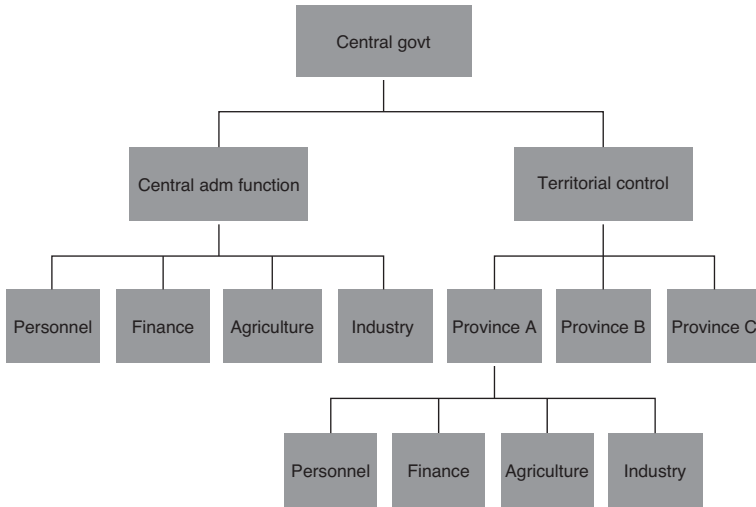 Central govt
Central adm function
Territorial control
Personnel
Finance
Agriculture
Industry
Province A
Province B
Province C
Personnel
Finance
Agriculture
Industry